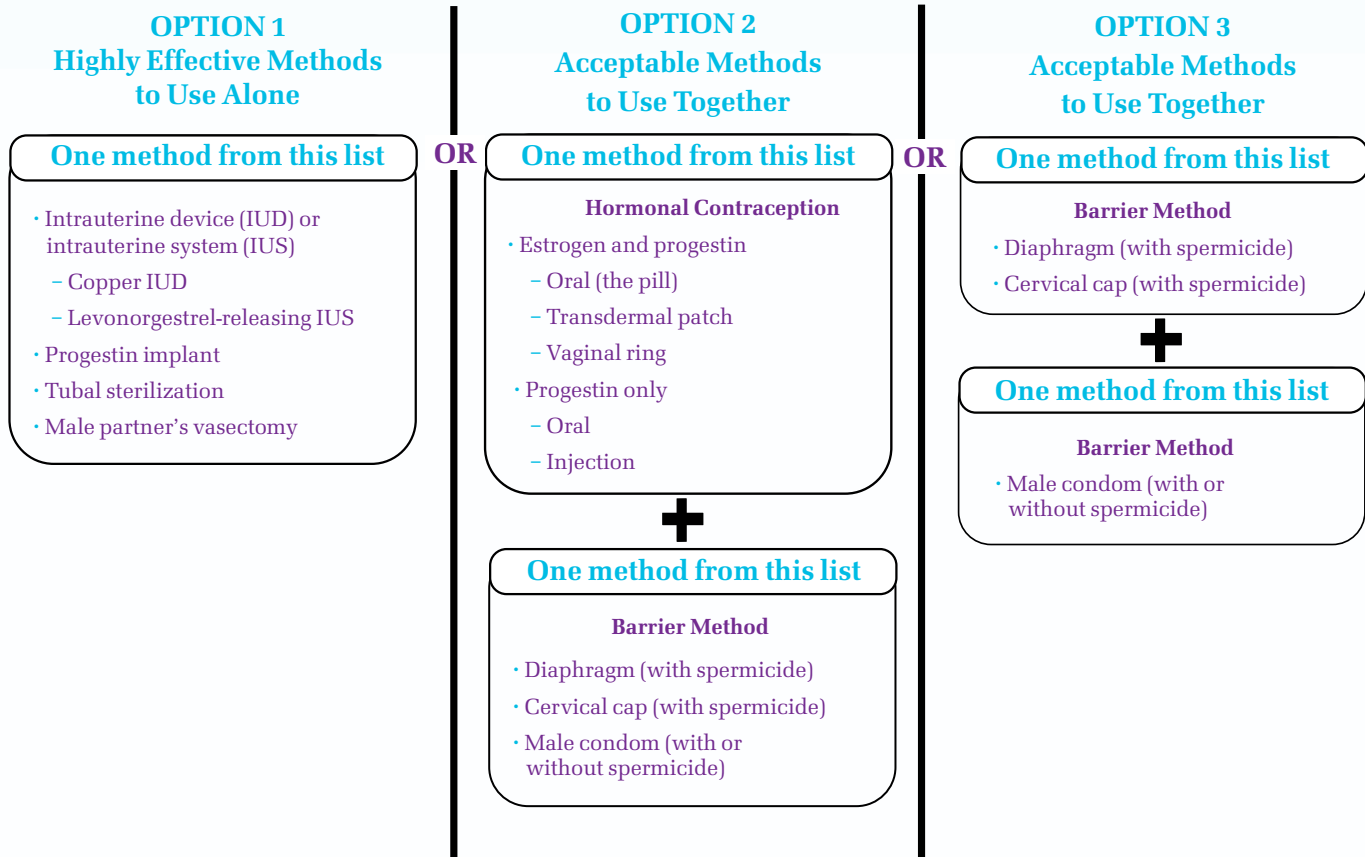 OPTION 1
Highly Effective Methods
to Use Alone
One method from this list
· Intrauterine device (IUD) or
intrauterine system (IUS)
– Copper IUD
– Levonorgestrel-releasing IUS
· Progestin implant
· Tubal sterilization
· Male partner’s vasectomy
OR
OPTION 2
Acceptable Methods
to Use Together
One method from this list
Hormonal Contraception
· Estrogen and progestin
– Oral (the pill)
– Transdermal patch
– Vaginal ring
· Progestin only
– Oral
– Injection
+
One method from this list
Barrier Method
· Diaphragm (with spermicide)
· Cervical cap (with spermicide)
· Male condom (with or
without spermicide)
OR
OPTION 3
Acceptable Methods
to Use Together
One method from this list
Barrier Method
· Diaphragm (with spermicide)
· Cervical cap (with spermicide)
+
One method from this list
Barrier Method
· Male condom (with or
without spermicide)